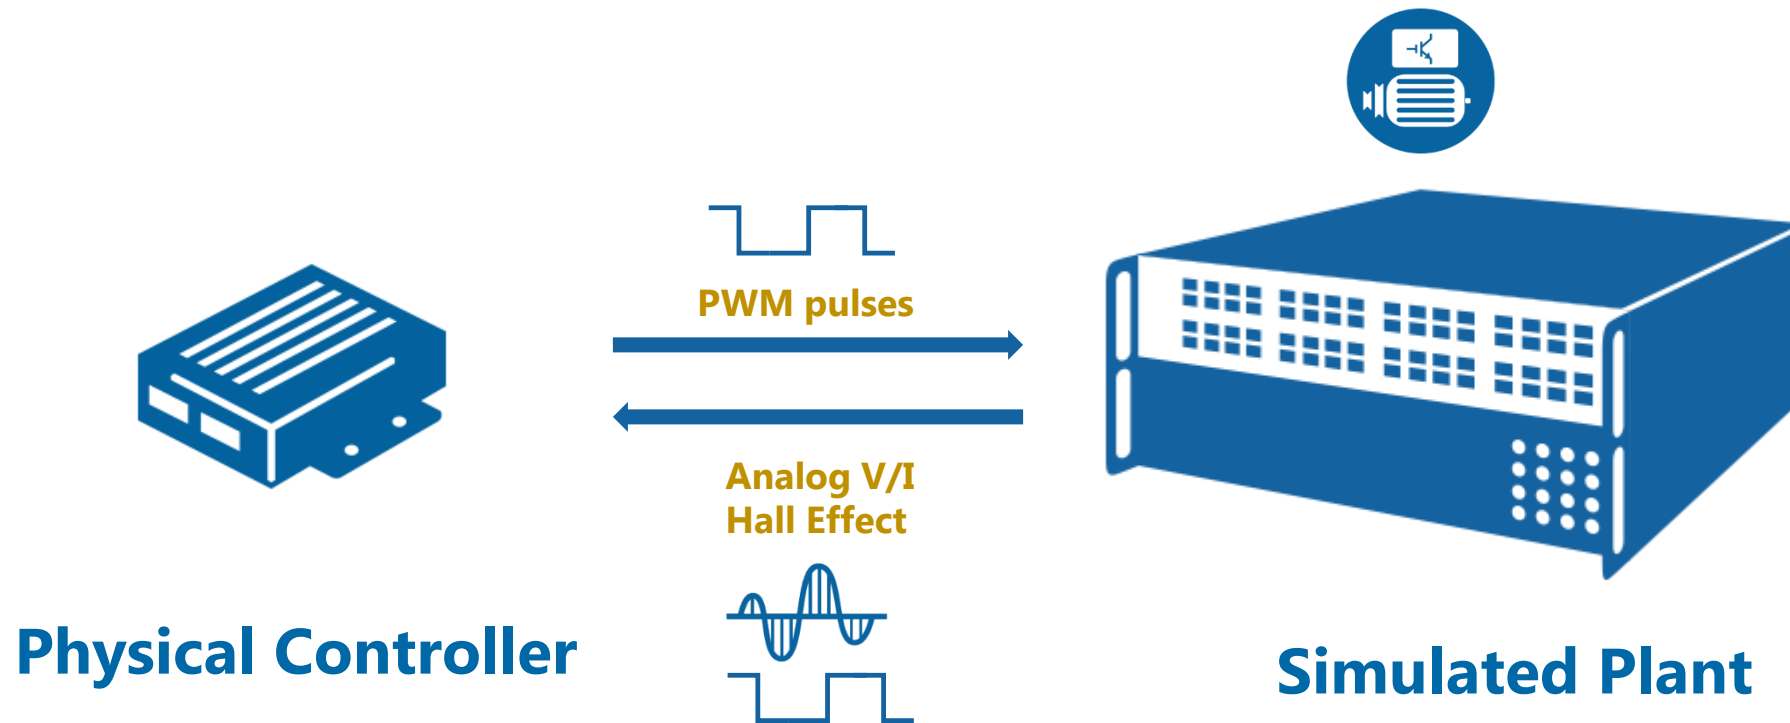 PWM pulses
Analog V/I
Hall Effect
Physical Controller
Simulated Plant